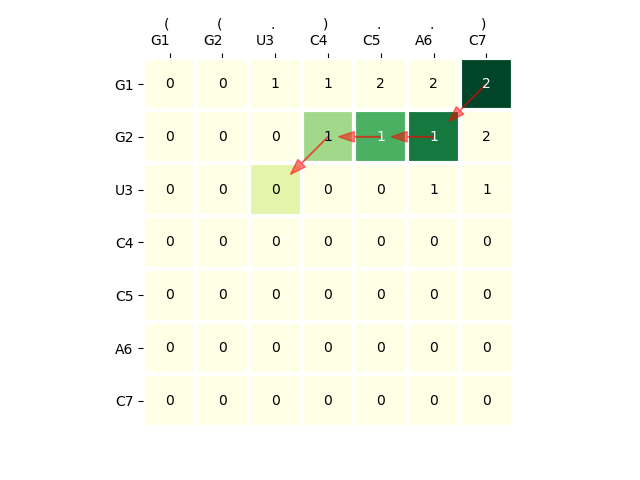 ( ( . ) . . )
G1 G2 U3 C4 C5 A6 C7
G1 0 0 1 1 2 2 2
G2 0 0 0 1 1 1 2
U3 0 0 0 0 0 1 1
C4 0 0 0 0 0 0 0
C5 0 0 0 0 0 0 0
A6 0 0 0 0 0 0 0
C7 0 0 0 0 0 0 0